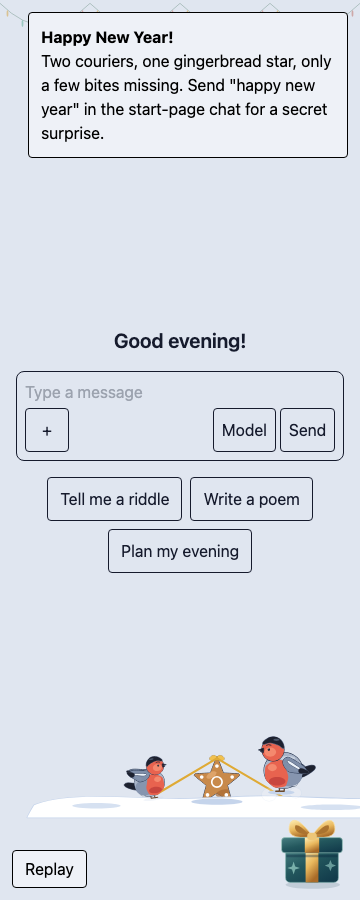 Happy New Year!
Two couriers, one gingerbread star, only
a few bites missing. Send "happy new
year" in the start-page chat for a secret
surprise.
Good evening!
Type a message
+
Model
Send
Tell me a riddle
Write a poem
Plan my evening
Replay